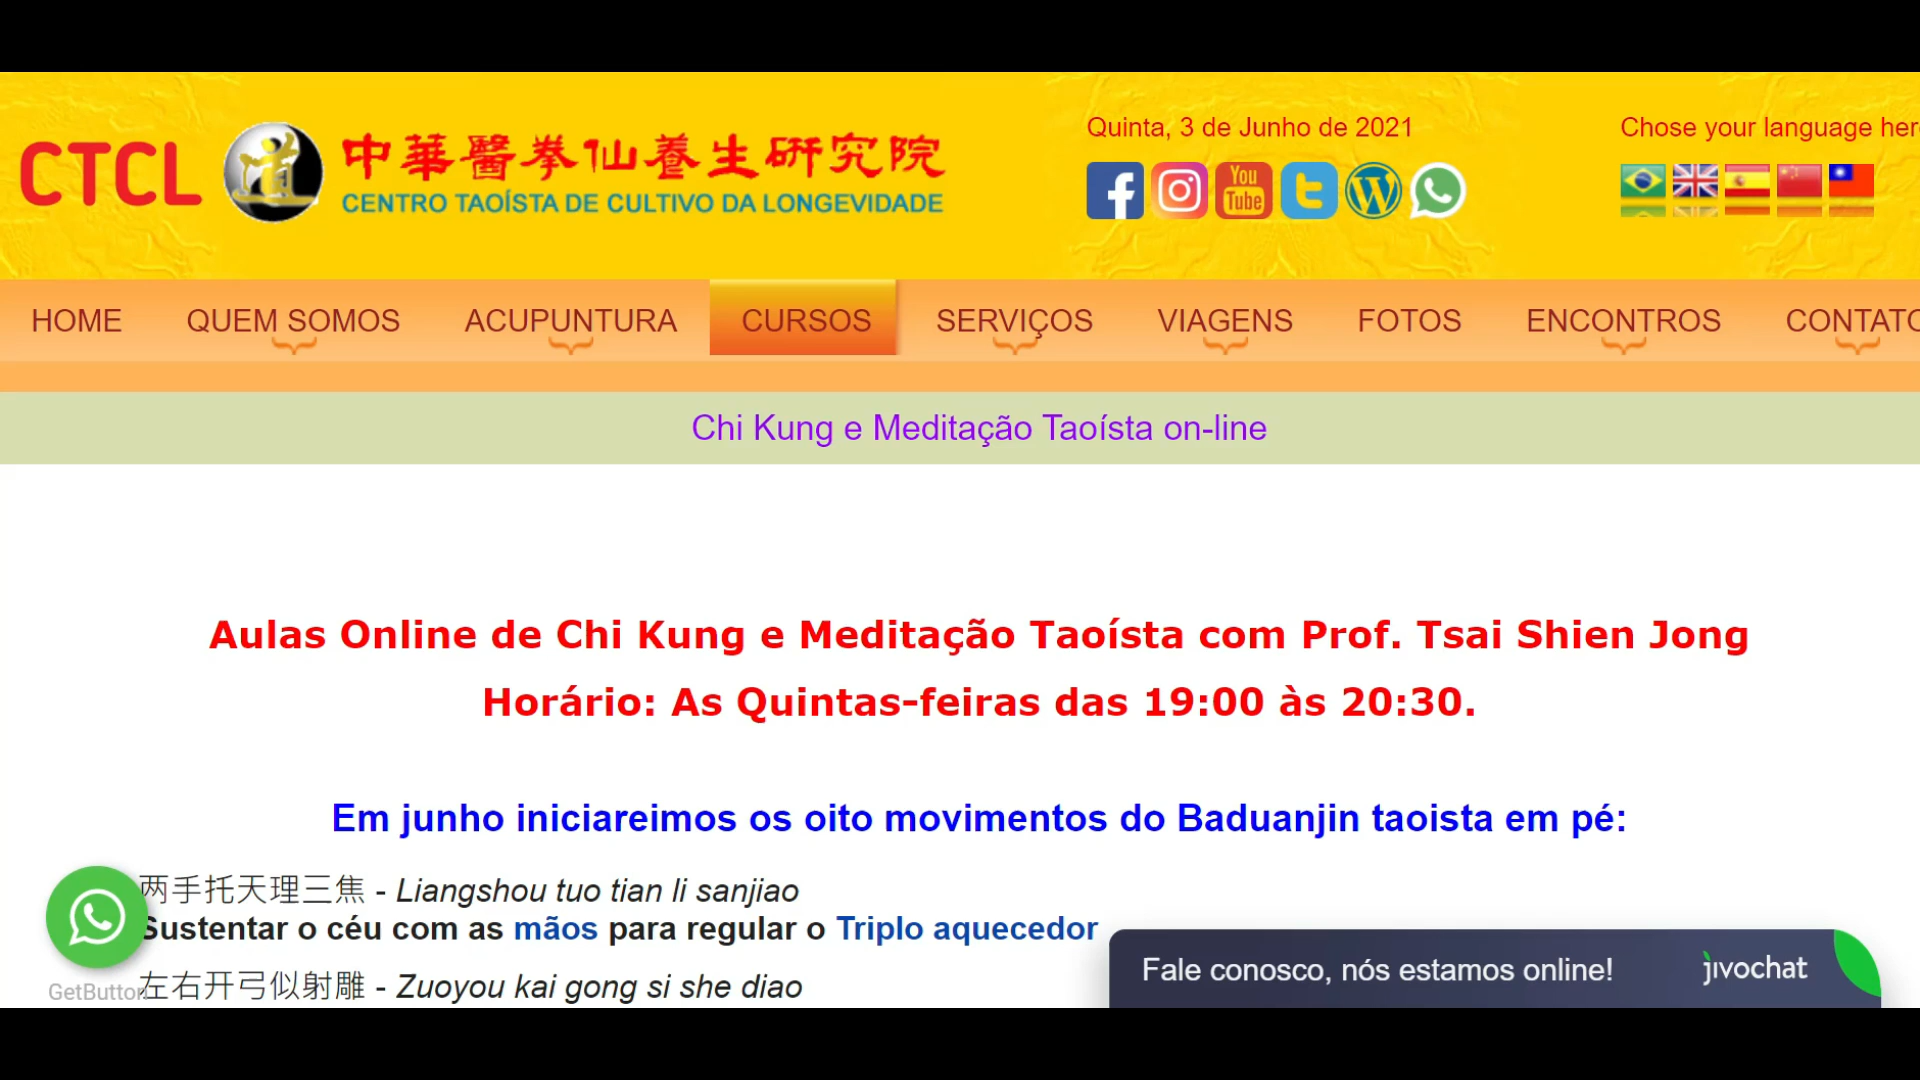 CTCL
道
中華醫拳仙養生研究院
CENTRO TAOÍSTA DE CULTIVO DA LONGEVIDADE
Quinta, 3 de Junho de 2021
Chose your language her
You
Tube
HOME QUEM SOMOS ACUPUNTURA CURSOS SERVIÇOS VIAGENS FOTOS ENCONTROS CONTATO
Chi Kung e Meditação Taoísta on-line
Aulas Online de Chi Kung e Meditação Taoísta com Prof. Tsai Shien Jong
Horário: As Quintas-feiras das 19:00 às 20:30.
Em junho iniciareimos os oito movimentos do Baduanjin taoista em pé:
两手托天理三焦 - Liangshou tuo tian li sanjiao
Sustentar o céu com as mãos para regular o Triplo aquecedor
左右开弓似射雕 - Zuoyou kai gong si she diao
GetButton
Fale conosco, nós estamos online!
jivochat